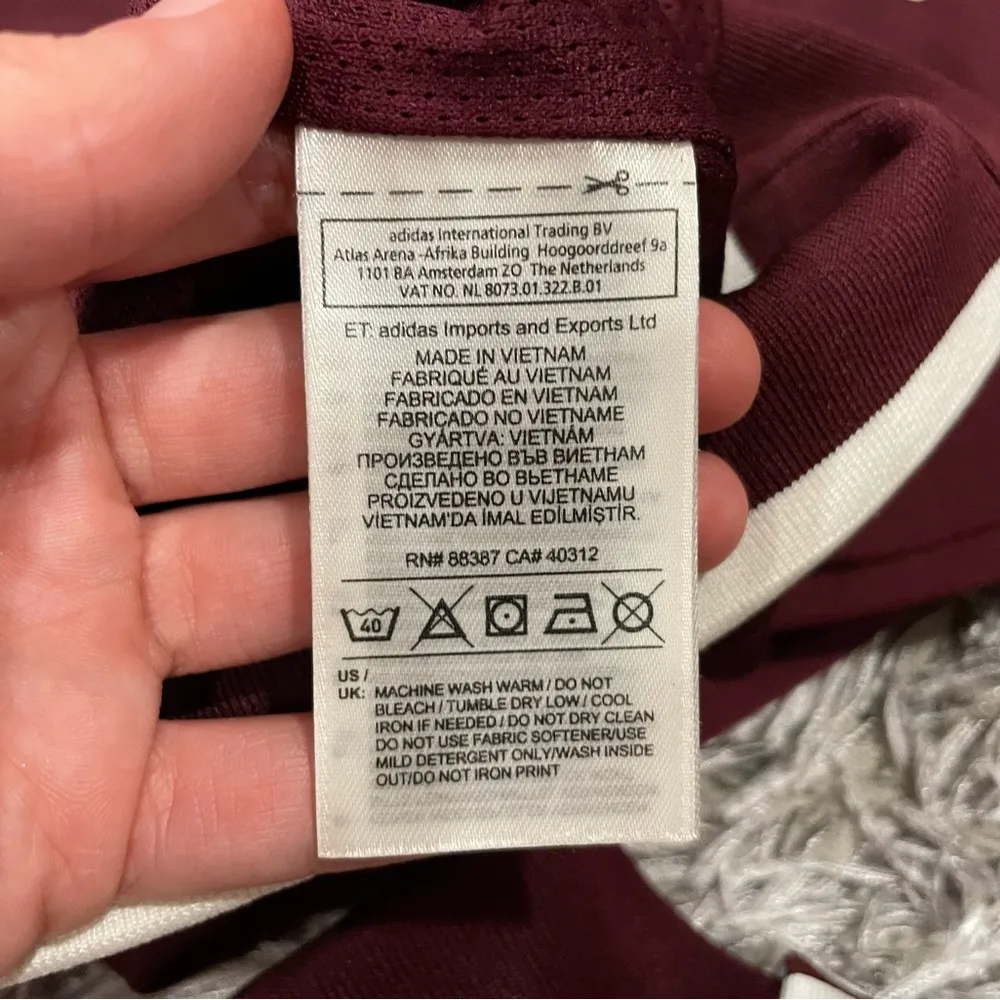 adidas International Trading BV
Atlas Arena -Afrika Building Hoogoorddreef 9a
1101 BA Amsterdam ZO The Netherlands
VAT NO. NL 8073.01.322.B.01
ET: adidas Imports and Exports Ltd
MADE IN VIETNAM
FABRIQUÉ AU VIETNAM
FABRICADO EN VIETNAM
FABRICADO NO VIETNAME
GYÁRTVA: VIETNÁM
ПРОИЗВЕДЕНО ВЪВ ВИЕТНАМ
СДЕЛАНО ВО ВЬЕТНАМЕ
PROIZVEDENO U VIJETNAMU
VİETNAM'DA İMAL EDİLMİŞTİR.
RN# 88387 CA# 40312
40
US /
UK: MACHINE WASH WARM / DO NOT
BLEACH / TUMBLE DRY LOW / COOL
IRON IF NEEDED / DO NOT DRY CLEAN
DO NOT USE FABRIC SOFTENER/USE
MILD DETERGENT ONLY/WASH INSIDE
OUT/DO NOT IRON PRINT